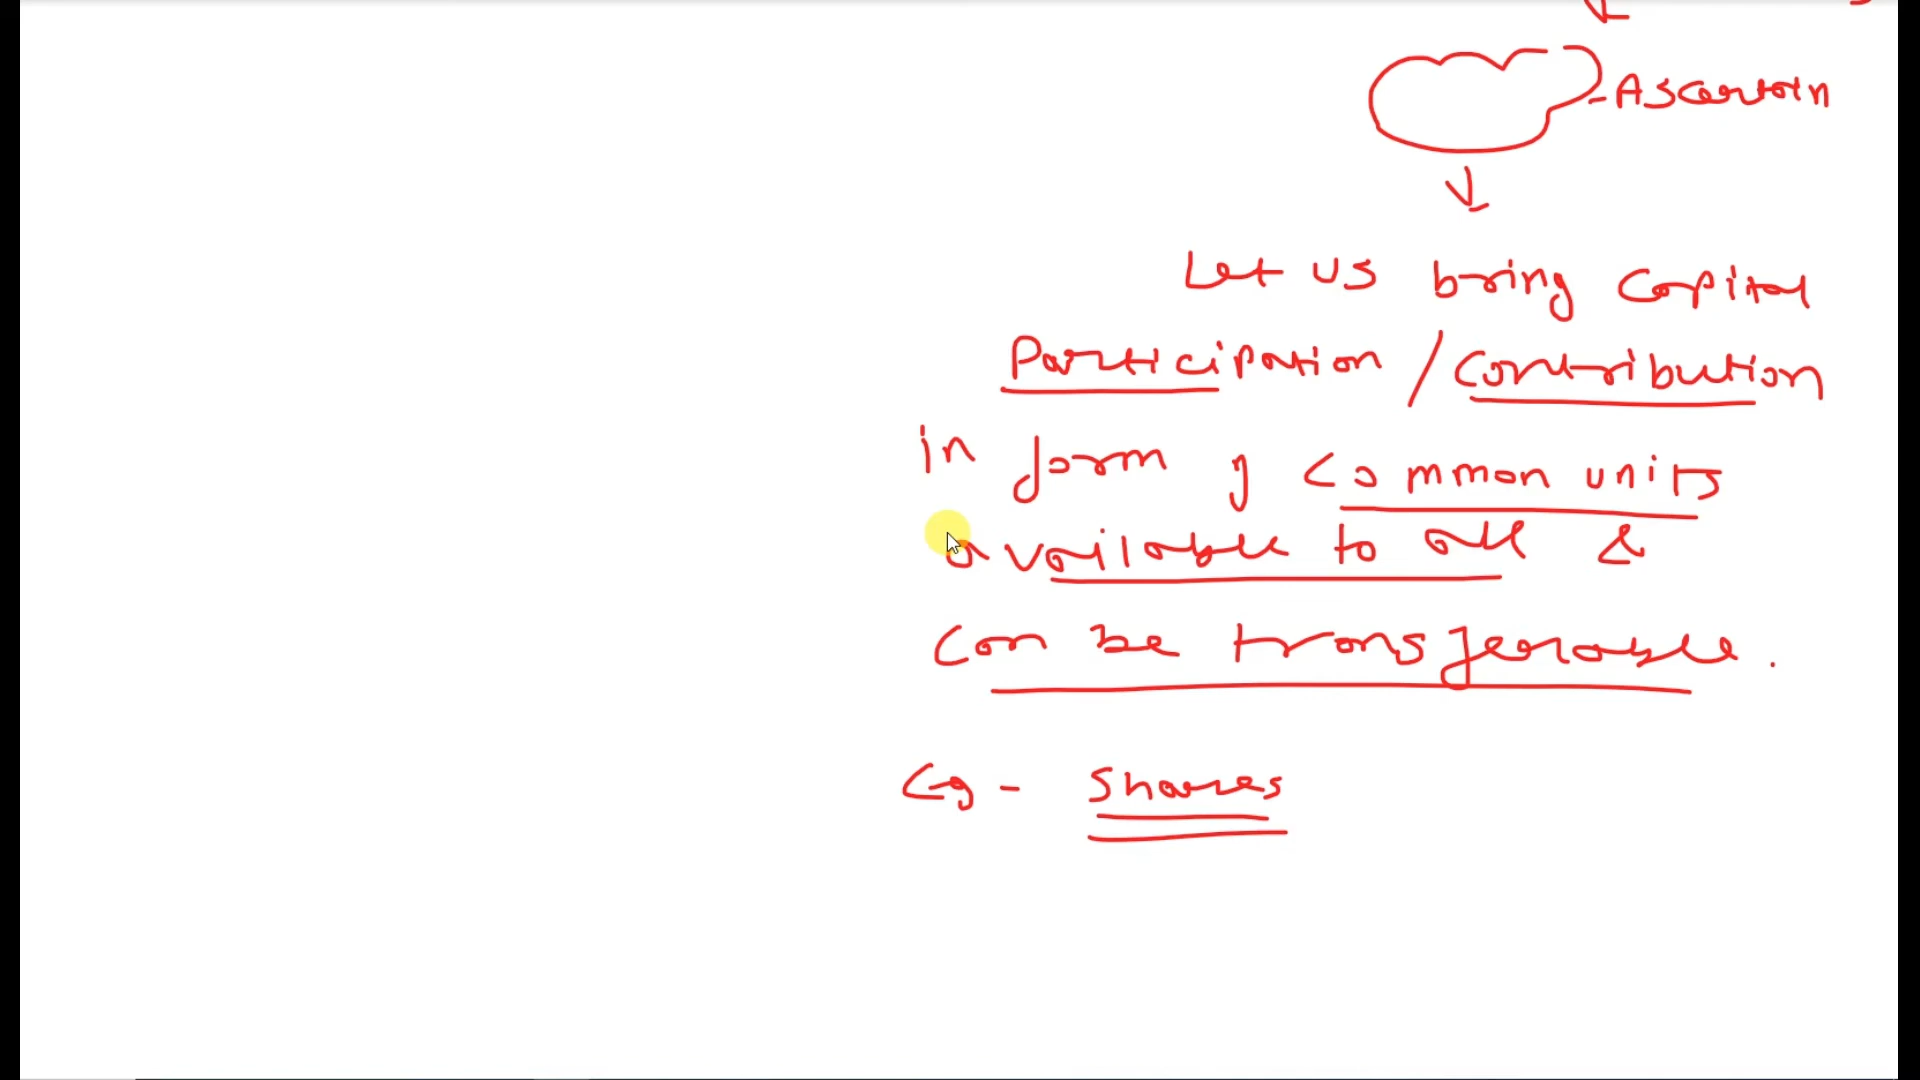 - Ascertain
Let us bring Capital
Participation / Contribution
in form of Common units
available to all &
Can be transferable.
Eg - Shares